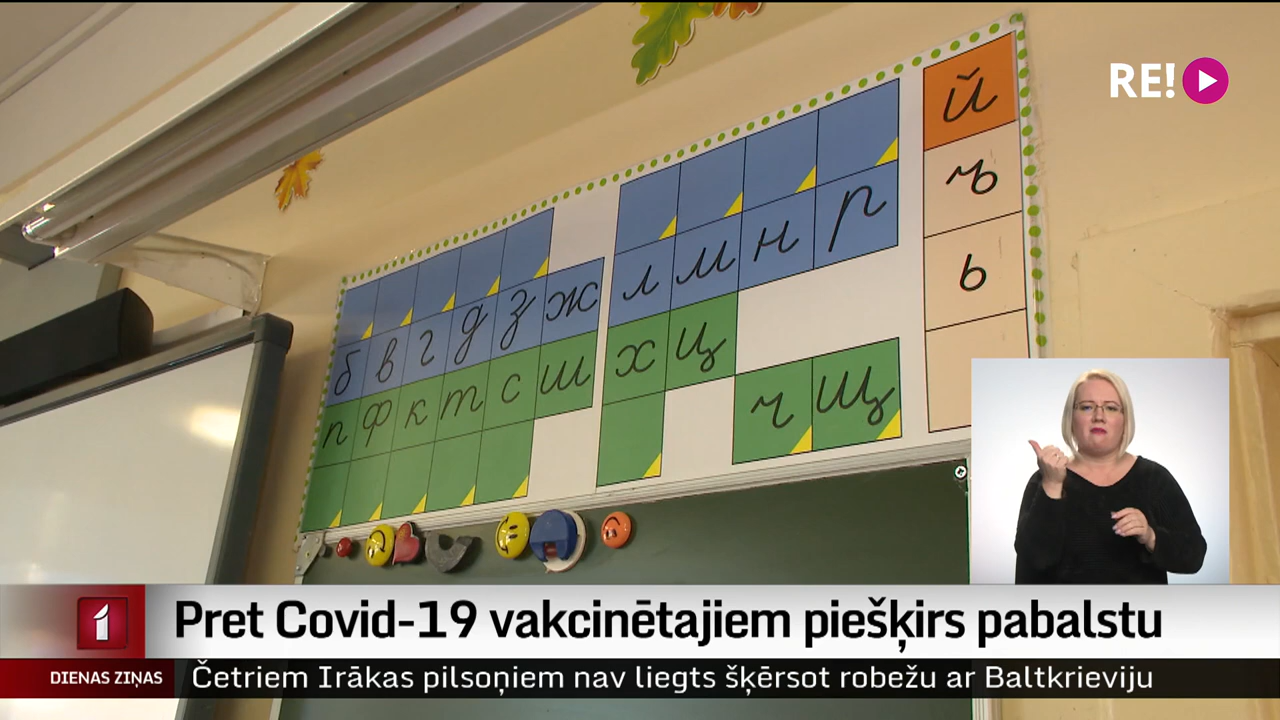 RE!
й
ъ
ь
л м н р
б в г д з ж
х ц
п ф к т с ш
ч щ
1
Pret Covid-19 vakcinētajiem piešķirs pabalstu
DIENAS ZIŅAS
Četriem Irākas pilsoņiem nav liegts šķērsot robežu ar Baltkrieviju